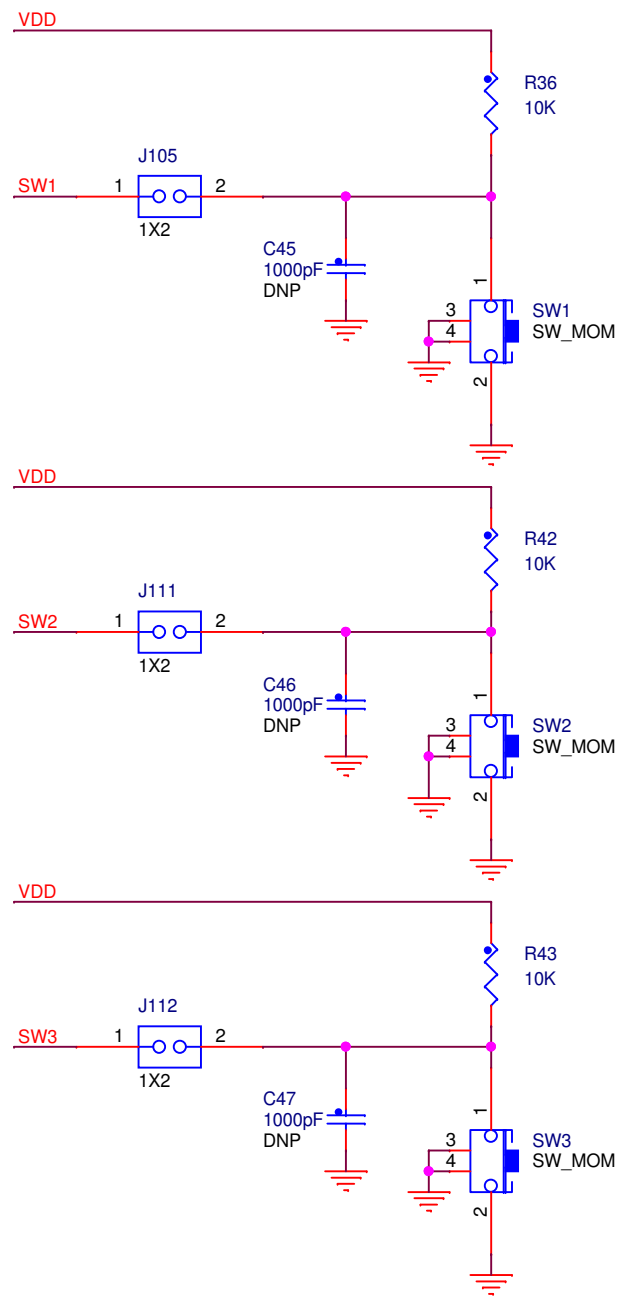 VDD
R36
10K
J105
SW1 1 2
1X2
C45
1000pF
DNP
1
3
4
SW1
SW_MOM
2
VDD
R42
10K
J111
SW2 1 2
1X2
C46
1000pF
DNP
1
3
4
SW2
SW_MOM
2
VDD
R43
10K
J112
SW3 1 2
1X2
C47
1000pF
DNP
1
3
4
SW3
SW_MOM
2